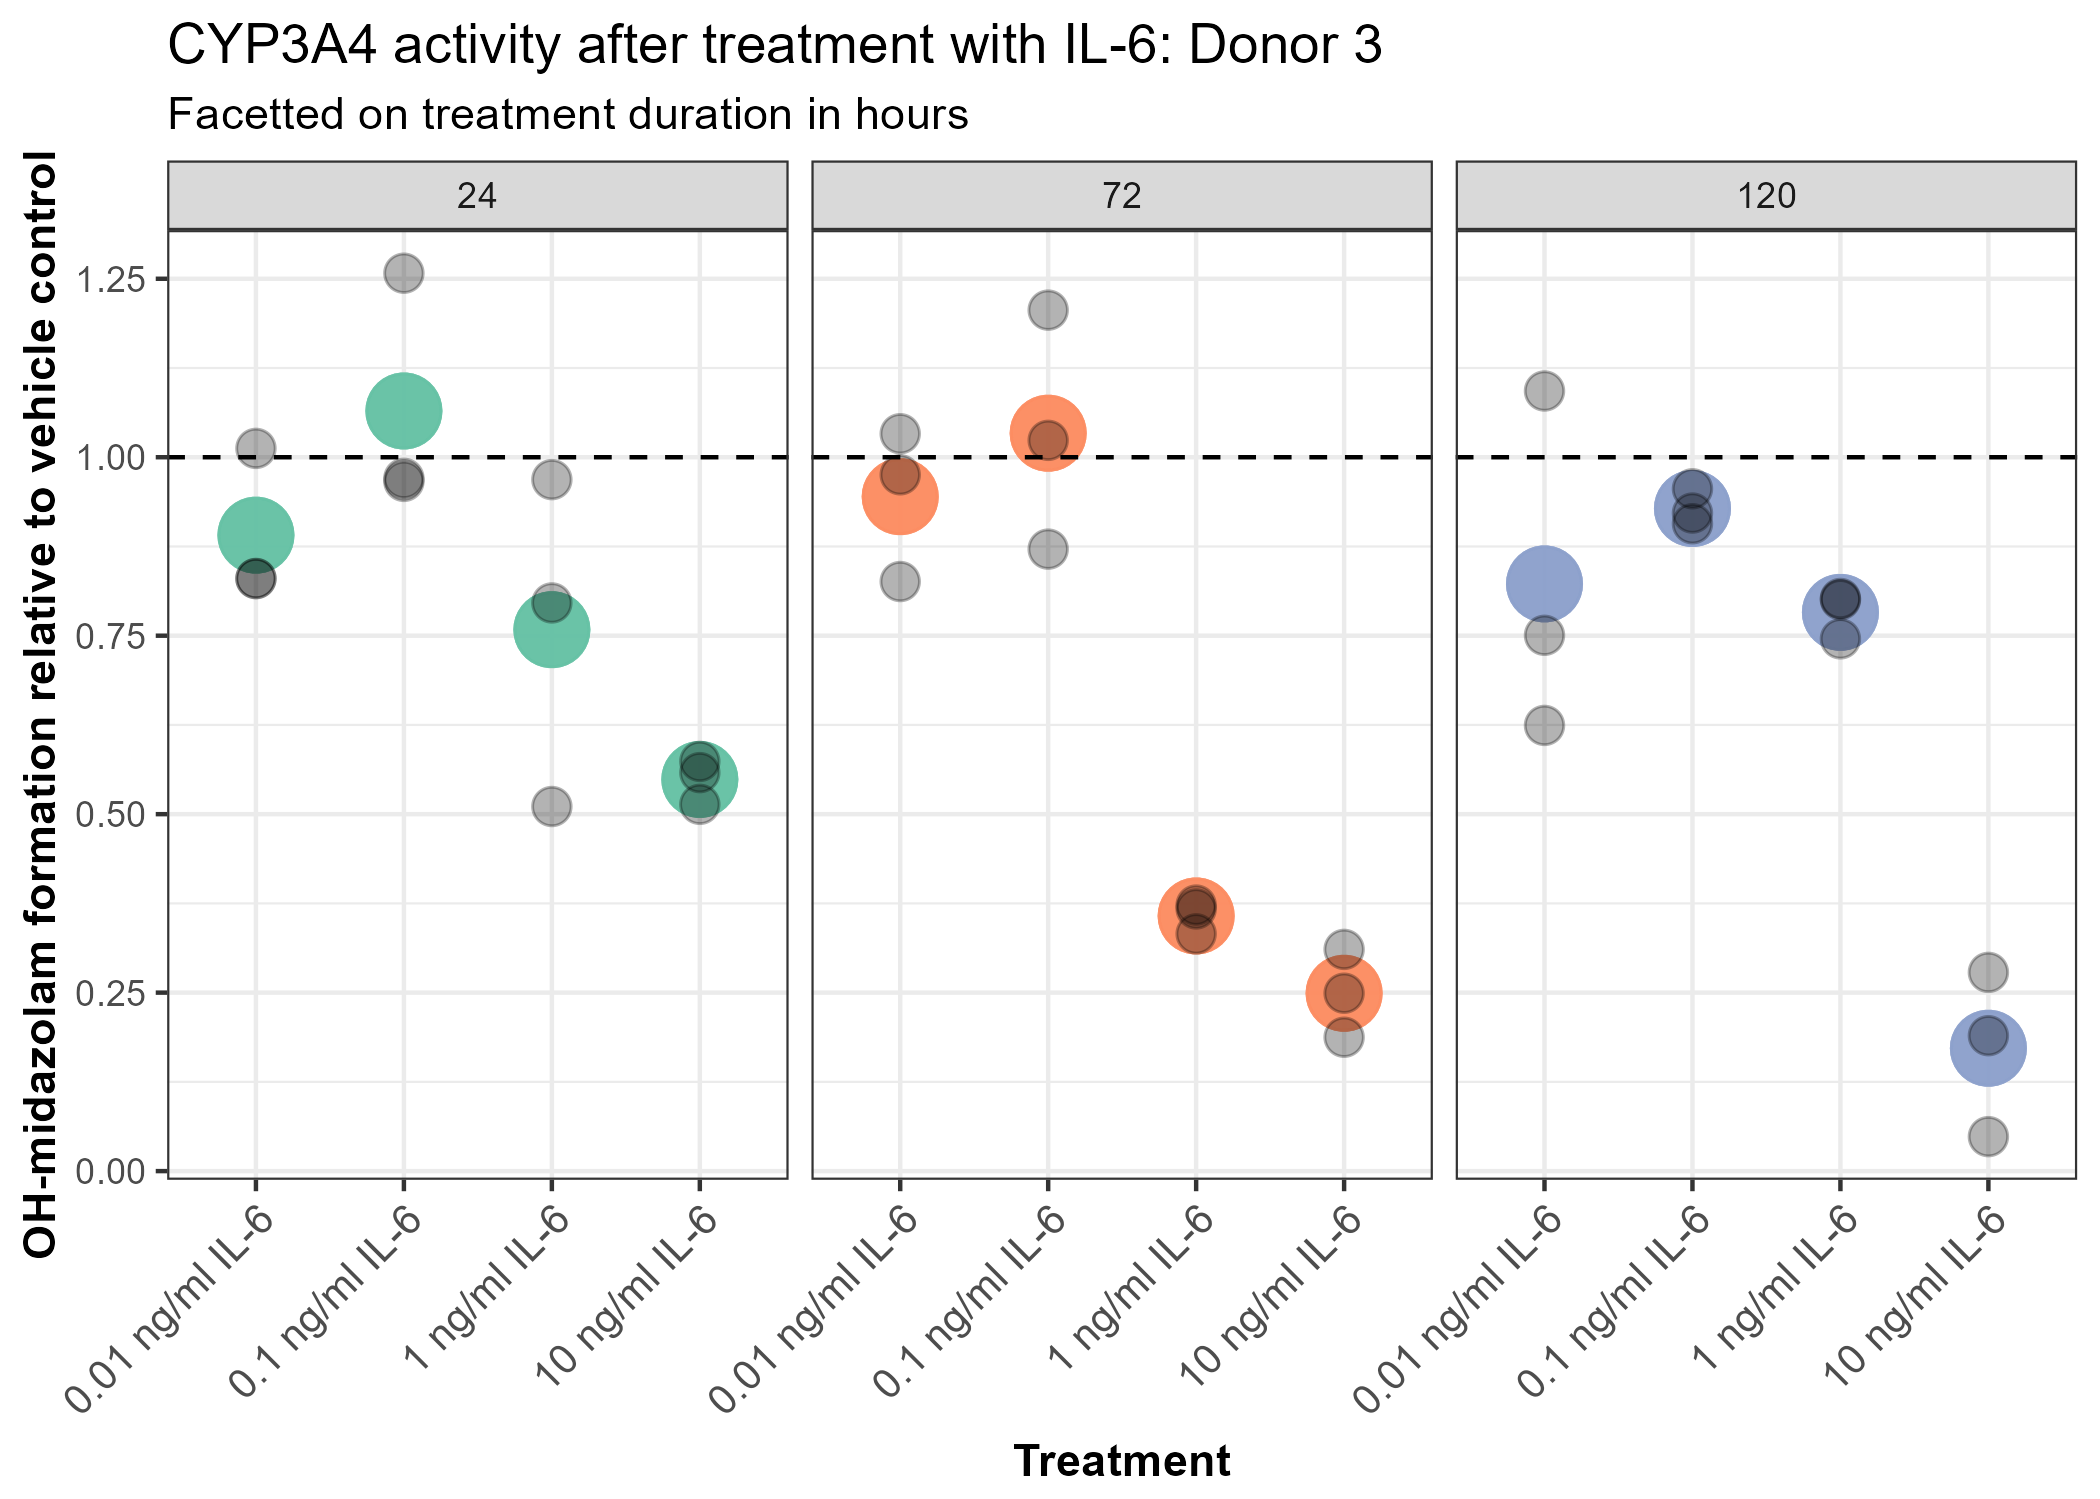 CYP3A4 activity after treatment with IL-6: Donor 3
Facetted on treatment duration in hours
OH-midazolam formation relative to vehicle control
24
72
120
1.25
1.00
0.75
0.50
0.25
0.00
0.01 ng/ml IL-6
0.1 ng/ml IL-6
1 ng/ml IL-6
10 ng/ml IL-6
0.01 ng/ml IL-6
0.1 ng/ml IL-6
1 ng/ml IL-6
10 ng/ml IL-6
0.01 ng/ml IL-6
0.1 ng/ml IL-6
1 ng/ml IL-6
10 ng/ml IL-6
Treatment